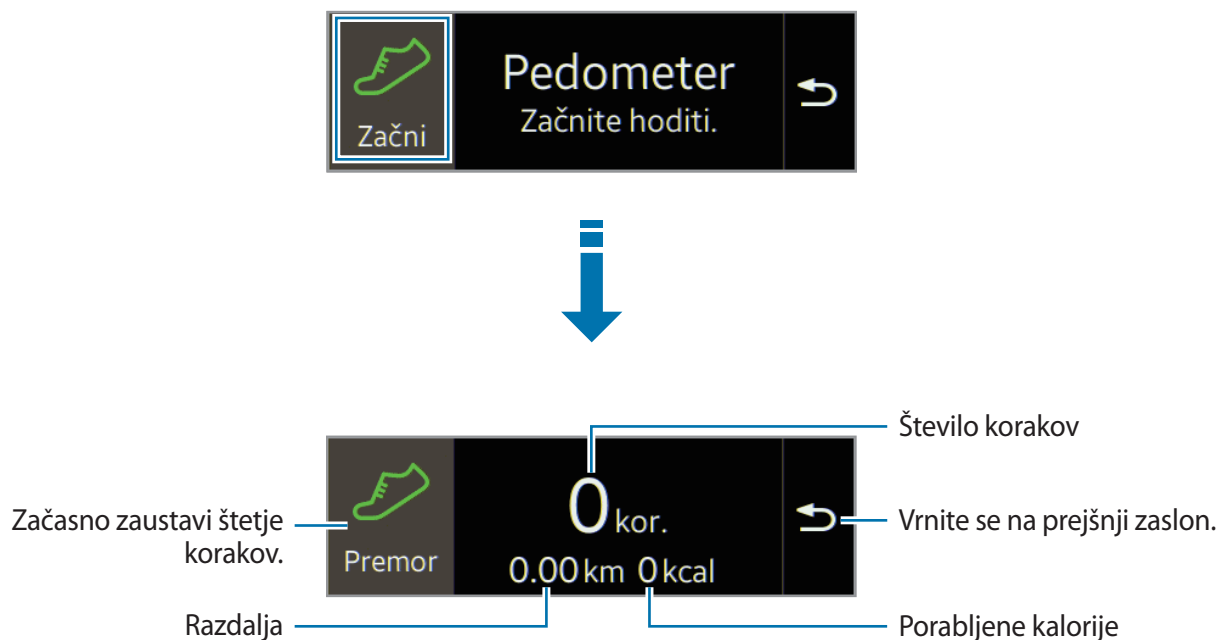 Pedometer
Začnite hoditi.
Začni
Število korakov
0 kor.
Začasno zaustavi štetje
korakov.
Vrnite se na prejšnji zaslon.
Premor
0.00 km 0 kcal
Razdalja
Porabljene kalorije